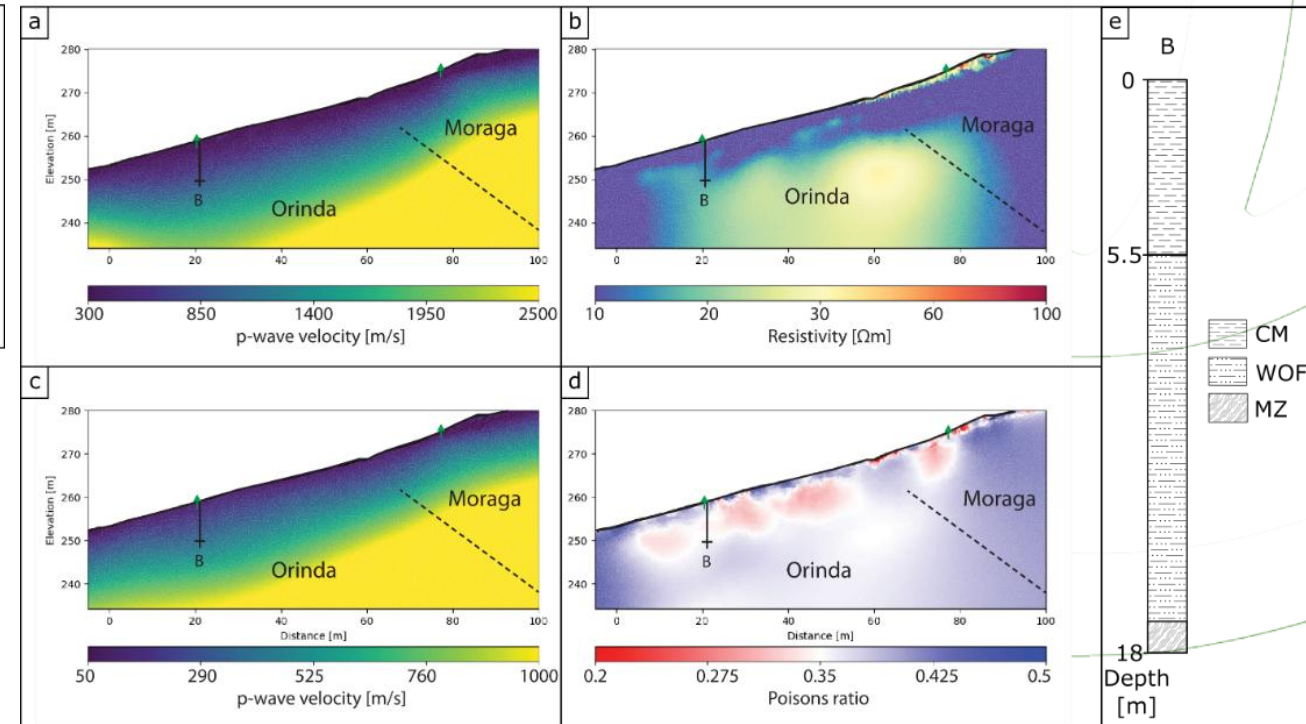 a
280
270
260
250
240
Elevation [m]
Moraga
Orinda
B
0 20 40 60 80 100
300 850 1400 1950 2500
p-wave velocity [m/s]
b
280
270
260
250
240
Moraga
Orinda
B
0 20 40 60 80 100
10 20 30 60 100
Resistivity [Ωm]
c
280
270
260
250
240
Elevation [m]
Moraga
Orinda
B
0 20 40 60 80 100
Distance [m]
50 290 525 760 1000
p-wave velocity [m/s]
d
280
270
260
250
240
Moraga
Orinda
B
0 20 40 60 80 100
Distance [m]
0.2 0.275 0.35 0.425 0.5
Poisons ratio
e
B
0
5.5
CM
WOF
MZ
18
Depth
[m]